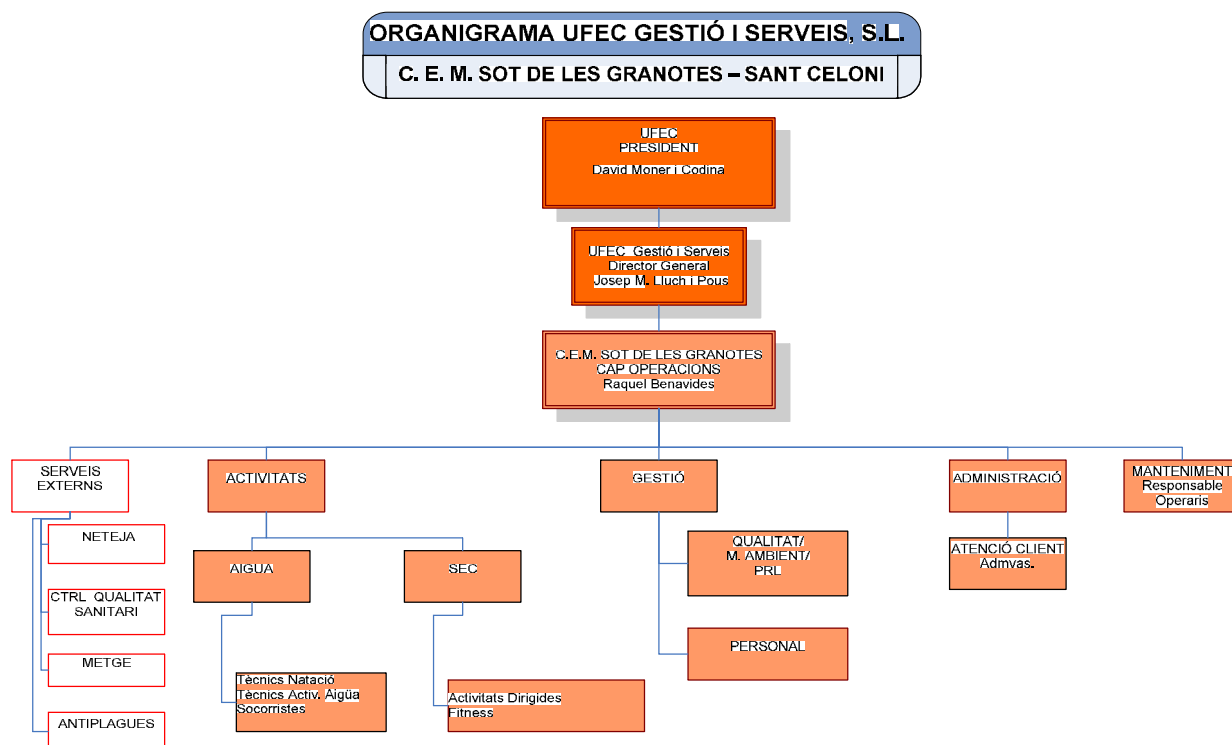 ORGANIGRAMA UFEC GESTIÓ I SERVEIS, S.L.
C. E. M. SOT DE LES GRANOTES – SANT CELONI
UFEC
PRESIDENT
David Moner i Codina
UFEC Gestió i Serveis
Director General
Josep M. Lluch i Pous
C.E.M. SOT DE LES GRANOTES
CAP OPERACIONS
Raquel Benavides
SERVEIS
EXTERNS
ACTIVITATS
GESTIÓ
ADMINISTRACIÓ
MANTENIMENT
Responsable
Operaris
NETEJA
CTRL QUALITAT
SANITARI
METGE
ANTIPLAGUES
AIGUA
SEC
Tècnics Natació
Tècnics Activ. Aigüa
Socorristes
Activitats Dirigides
Fitness
QUALITAT/
M. AMBIENT/
PRL
PERSONAL
ATENCIÓ CLIENT
Admvas.